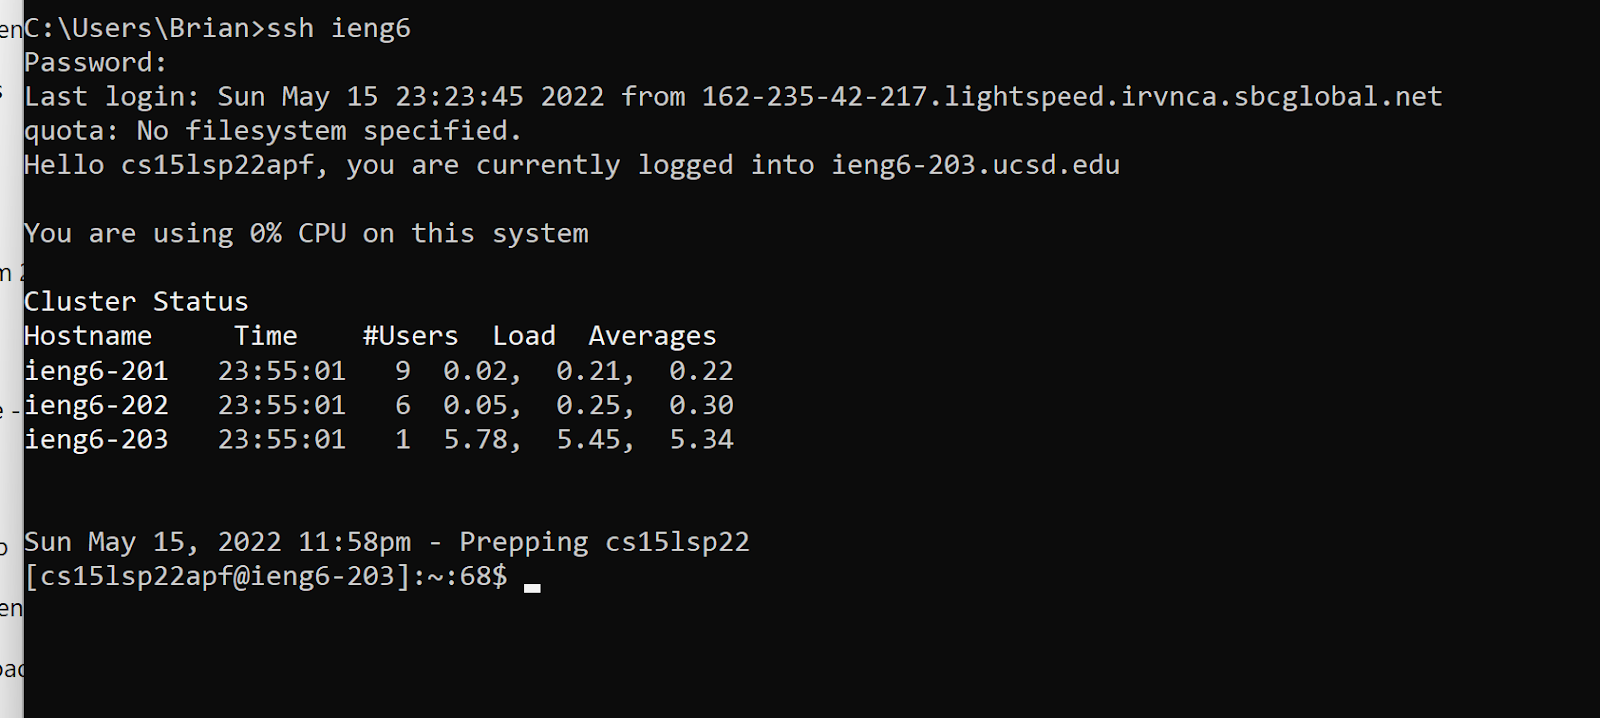 C:\Users\Brian>ssh ieng6
Password:
Last login: Sun May 15 23:23:45 2022 from 162-235-42-217.lightspeed.irvnca.sbcglobal.net
quota: No filesystem specified.
Hello cs15lsp22apf, you are currently logged into ieng6-203.ucsd.edu
You are using 0% CPU on this system
Cluster Status
Hostname     Time    #Users  Load  Averages
ieng6-201   23:55:01   9  0.02,  0.21,  0.22
ieng6-202   23:55:01   6  0.05,  0.25,  0.30
ieng6-203   23:55:01   1  5.78,  5.45,  5.34
Sun May 15, 2022 11:58pm - Prepping cs15lsp22
[cs15lsp22apf@ieng6-203]:~:68$